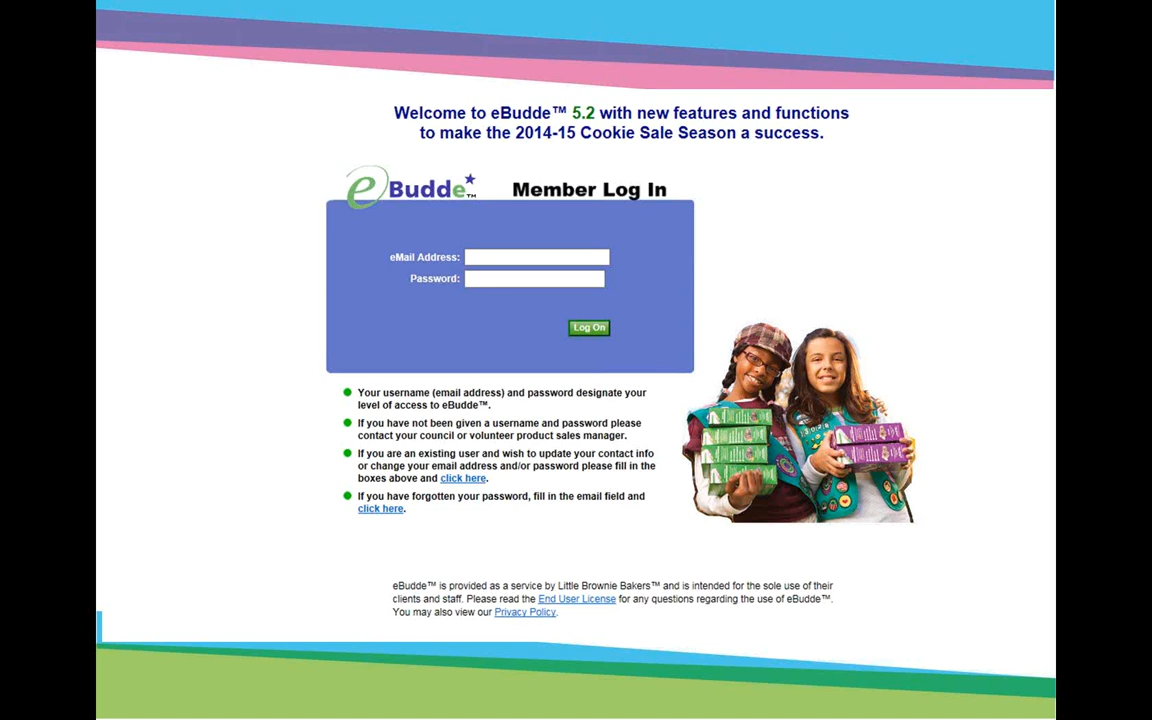 Welcome to eBudde™ 5.2 with new features and functions
to make the 2014-15 Cookie Sale Season a success.
eBudde™
Member Log In
eMail Address:
Password:
Log On
Your username (email address) and password designate your
level of access to eBudde™.
If you have not been given a username and password please
contact your council or volunteer product sales manager.
If you are an existing user and wish to update your contact info
or change your email address and/or password please fill in the
boxes above and click here.
If you have forgotten your password, fill in the email field and
click here.
eBudde™ is provided as a service by Little Brownie Bakers™ and is intended for the sole use of their
clients and staff. Please read the End User License for any questions regarding the use of eBudde™.
You may also view our Privacy Policy.